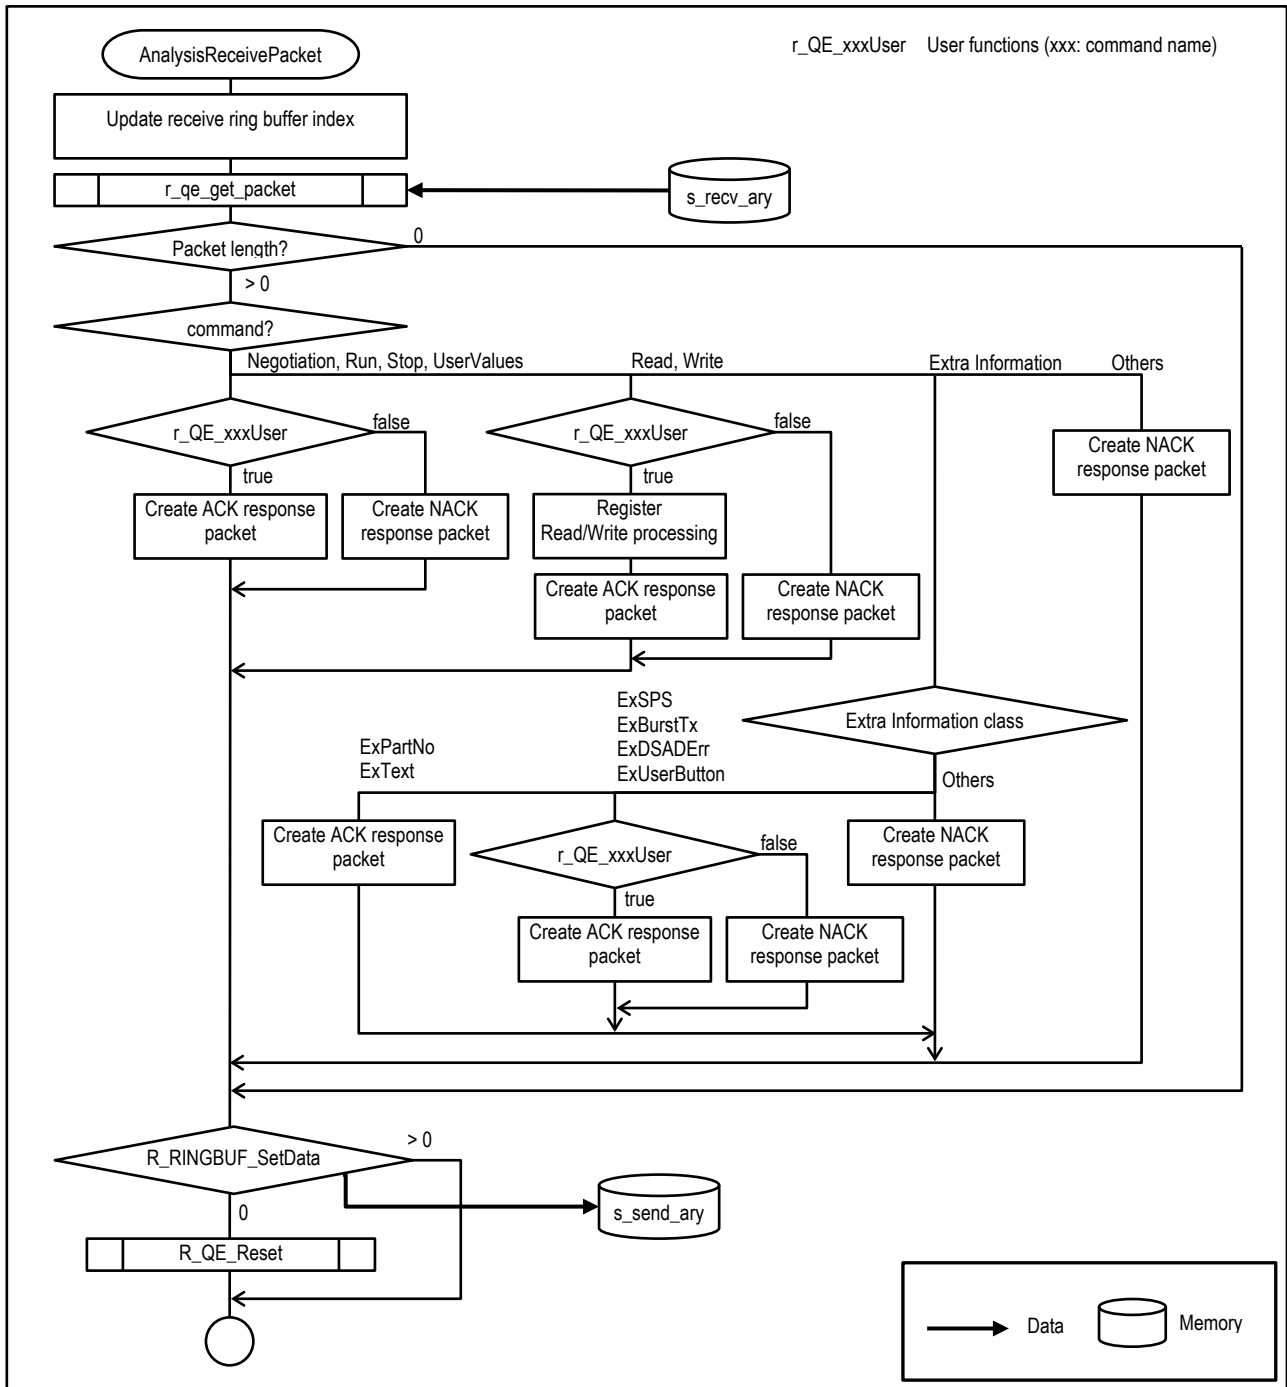 AnalysisReceivePacket
r_QE_xxxUser User functions (xxx: command name)
Update receive ring buffer index
r_qe_get_packet
s_recv_ary
Packet length?
0
> 0
command?
Negotiation, Run, Stop, UserValues
Read, Write
Extra Information
Others
r_QE_xxxUser
false
true
Create ACK response
packet
Create NACK
response packet
r_QE_xxxUser
false
true
Register
Read/Write processing
Create ACK response
packet
Create NACK
response packet
Create NACK
response packet
Extra Information class
ExPartNo
ExText
ExSPS
ExBurstTx
ExDSADErr
ExUserButton
Others
Create ACK response
packet
r_QE_xxxUser
false
true
Create ACK response
packet
Create NACK
response packet
Create NACK
response packet
R_RINGBUF_SetData
> 0
0
s_send_ary
R_QE_Reset
Data
Memory